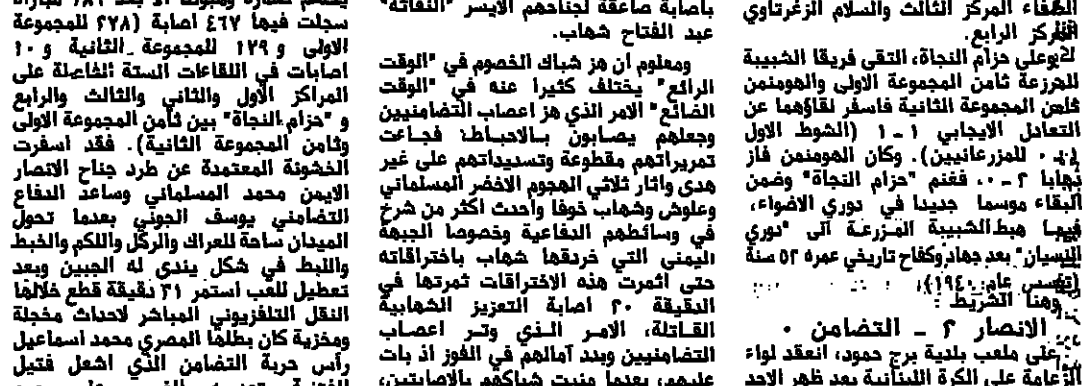 الصفاء المركز الثالث والسلام الزغرتاوي
المركز الرابع.
وعلى حزام النجاة، التقى فريقا الشبيبة
المزرعة ثامن المجموعة الاولى والهومنمن
ثامن المجموعة الثانية فاسفر لقاؤهما عن
التعادل الايجابي ١ - ١ (الشوط الاول
٠ للمزرعانيين). وكان الهومنمن فاز
ذهابا ٢ - ٠، فغنم "حزام النجاة" وضمن
البقاء موسما جديدا في دوري الاضواء،
فيما هبط الشبيبة المزرعة الى "دوري
النسيان" بعد جهاد وكفاح تاريخي عمره ٥٢ سنة
(تأسس عام ١٩٤٠).
وهنا الشريط:
الانصار ٢ - التضامن ٠
على ملعب بلدية برج حمود، انعقد لواء
الزعامة على الكرة اللبنانية بعد ظهر الاحد
باصابة صاعقة لجناحهم الايسر "النفاثة"
عبد الفتاح شهاب.
ومعلوم ان هز شباك الخصوم في "الوقت
الرائع" يختلف كثيرا عنه في "الوقت
الضائع" الامر الذي هز اعصاب التضامنيين
وجعلهم يصابون بالاحباط: فجاءت
تمريراتهم مقطوعة وتسديداتهم على غير
هدى واثار ثلاثي الهجوم الاخضر المسلماني
وعلوش وشهاب خوفا واحدث اكثر من شرخ
في وسائطهم الدفاعية وخصوصا الجبهة
اليمنى التي خردقها شهاب باختراقاته
حتى اثمرت هذه الاختراقات ثمرتها في
الدقيقة ٢٠ اصابة التعزيز الشهابية
القاتلة، الامر الذي وتر اعصاب
التضامنيين وبدد آمالهم في الفوز اذ بات
عليهم، بعدما منيت شباكهم بالاصابتين،
سجلت فيها ٤٦٧ اصابة (٢٧٨ للمجموعة
الاولى و١٧٩ للمجموعة الثانية و١٠
اصابات في اللقاءات الستة الفاصلة على
المراكز الاول والثاني والثالث والرابع
و "حزام النجاة" بين ثامن المجموعة الاولى
وثامن المجموعة الثانية). فقد اسفرت
الخشونة المعتمدة عن طرد جناح الانصار
الايمن محمد المسلماني وساعد الدفاع
التضامني يوسف الجوني بعدما تحول
الميدان ساحة للعراك والركل واللكم والخبط
واللبط في شكل يندى له الجبين وبعد
تعطيل للعب استمر ٣١ دقيقة قطع خلالها
النقل التلفزيوني المباشر لاحداث مخجلة
ومخزية كان بطلها المصري محمد اسماعيل
رأس حربة التضامن الذي اشعل فتيل